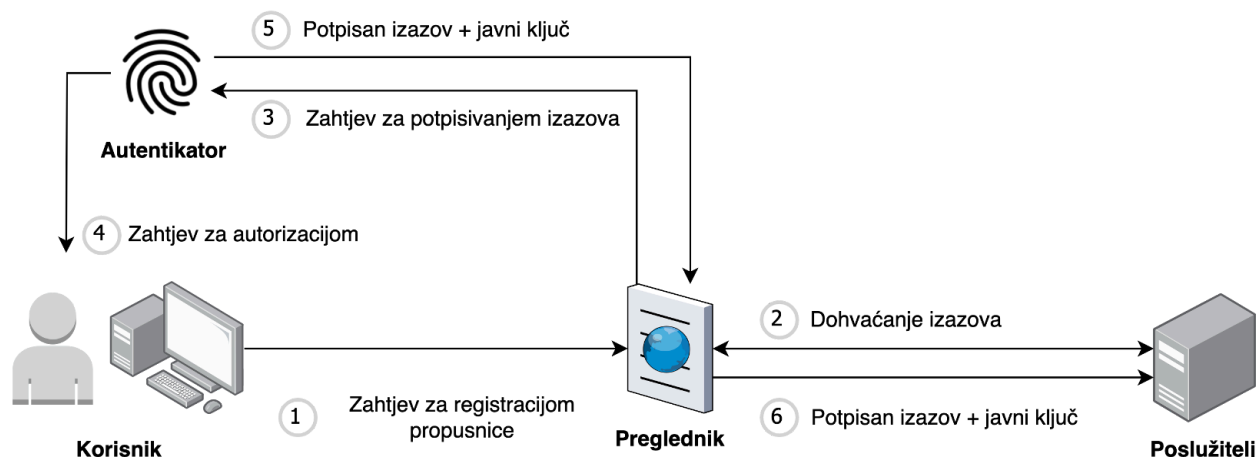 5 Potpisan izazov + javni ključ
3 Zahtjev za potpisivanjem izazova
Autentikator
4 Zahtjev za autorizacijom
2 Dohvaćanje izazova
1 Zahtjev za registracijom
propusnice
6 Potpisan izazov + javni ključ
Korisnik
Preglednik
Poslužitelj